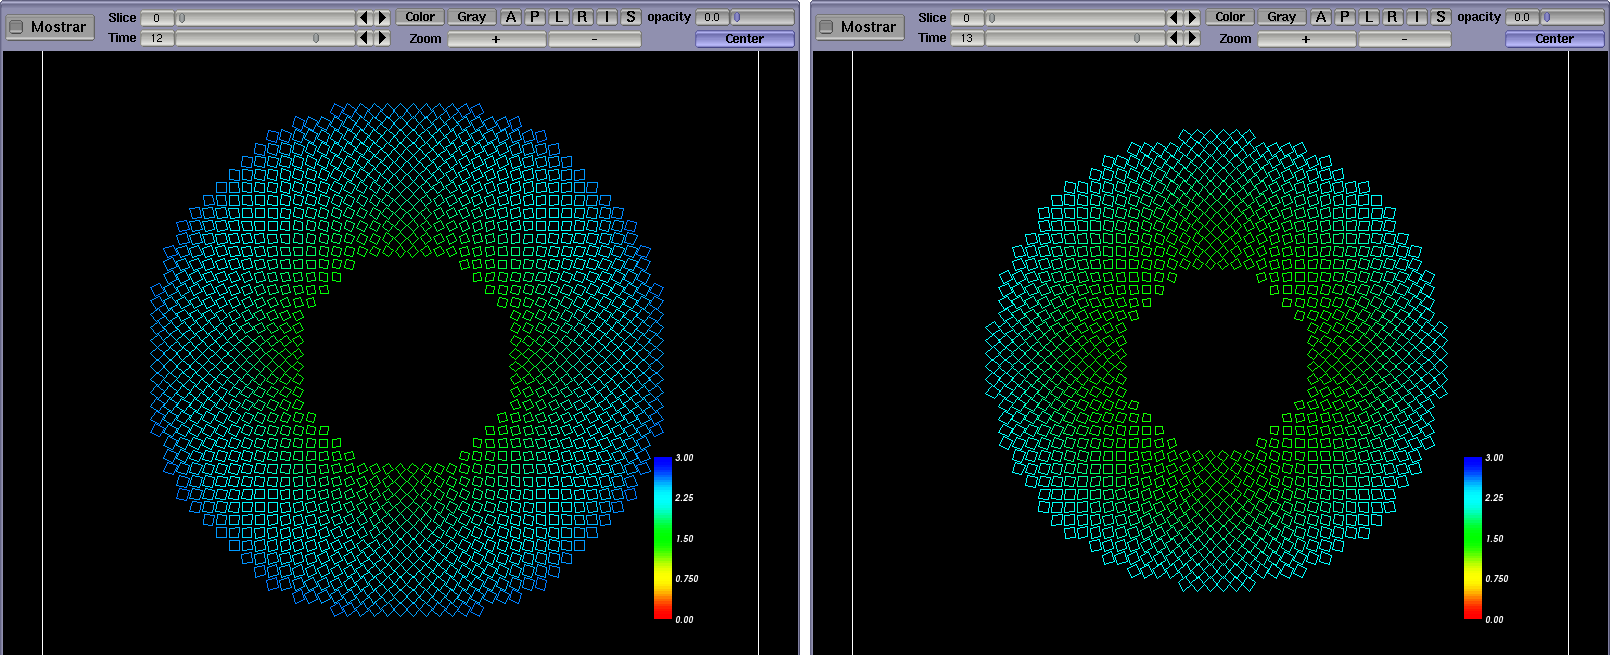 Mostrar Slice 0 Color Gray A P L R I S opacity 0.0
Time 12 Zoom + - Center
3.00
2.25
1.50
0.750
0.00
Mostrar Slice 0 Color Gray A P L R I S opacity 0.0
Time 13 Zoom + - Center
3.00
2.25
1.50
0.750
0.00